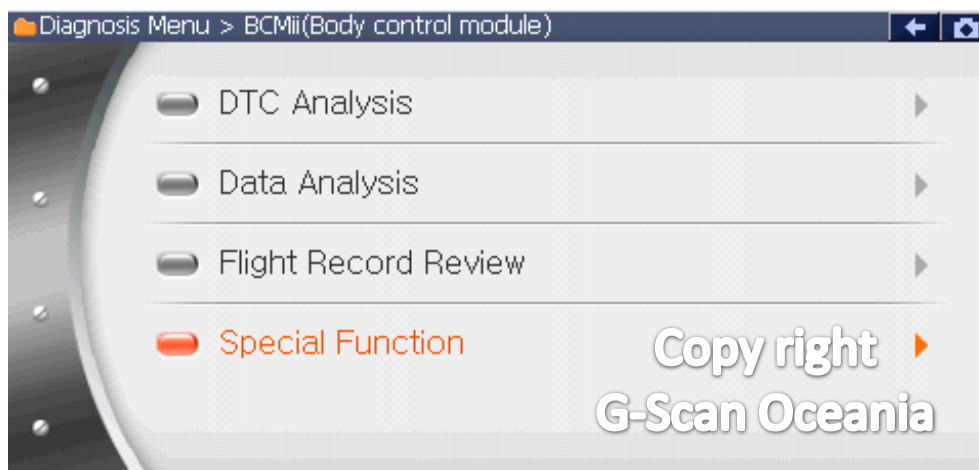 Diagnosis Menu > BCMii(Body control module)
DTC Analysis
Data Analysis
Flight Record Review
Special Function
Copy right
G-Scan Oceania